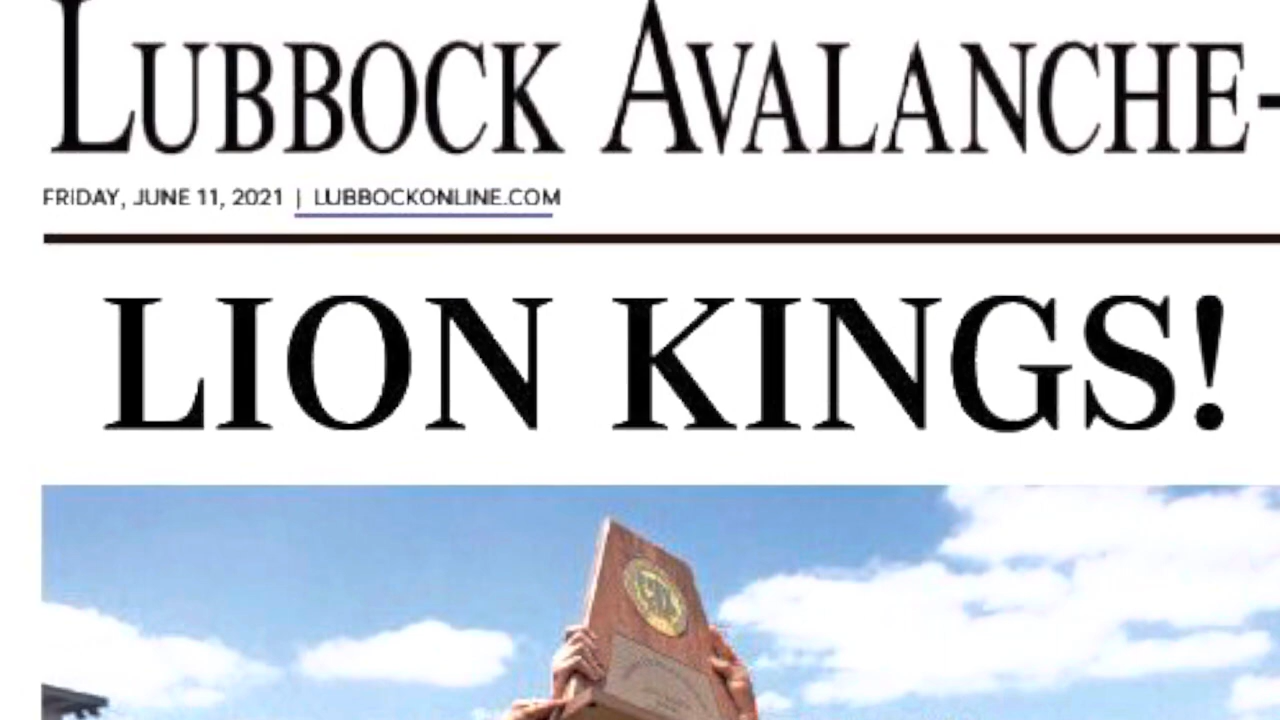 LUBBOCK AVALANCHE-
FRIDAY, JUNE 11, 2021 | LUBBOCKONLINE.COM
LION KINGS!